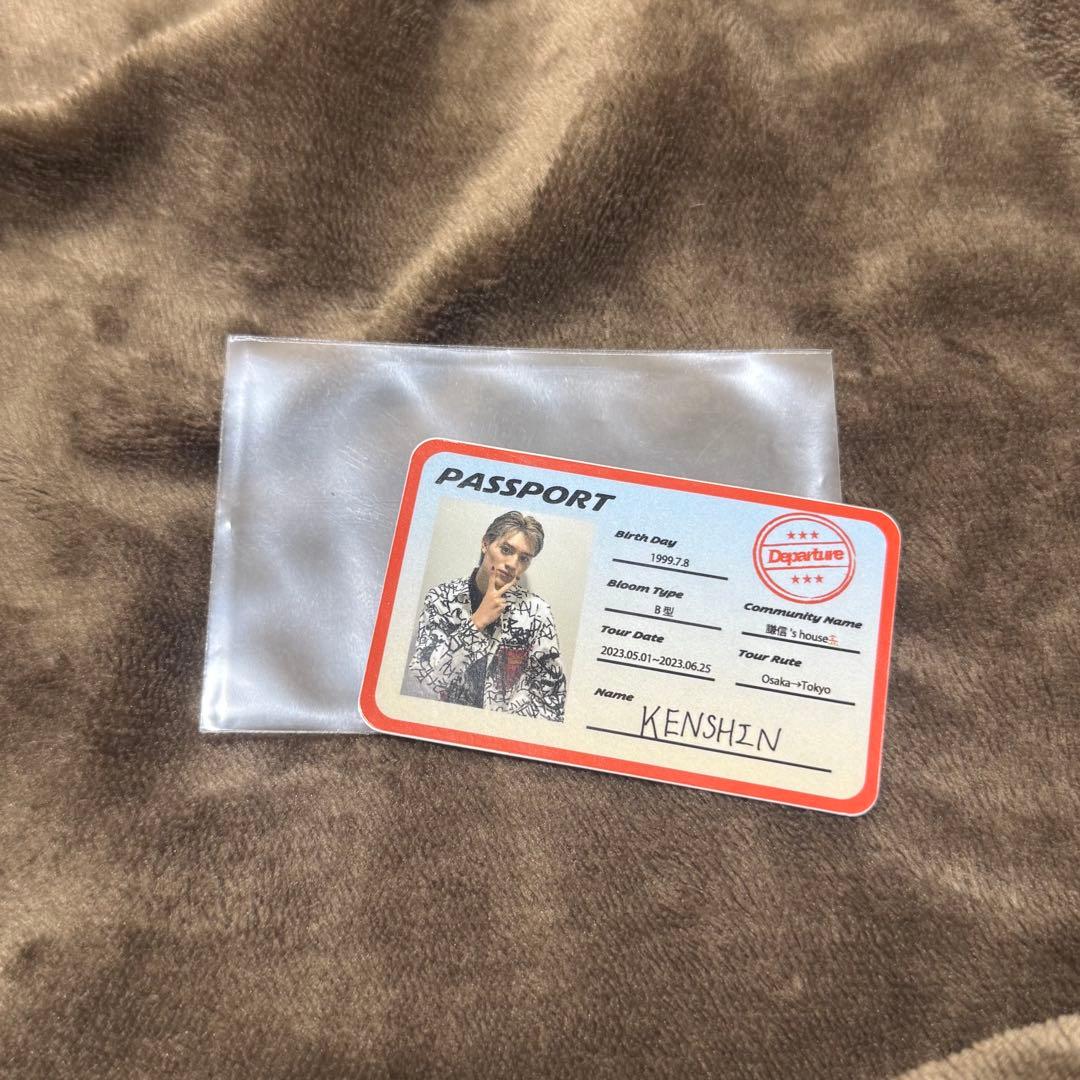 PASSPORT
Birth Day
1999.7.8
Bloom Type
B 型
Tour Date
2023.05.01~2023.06.25
Name
KENSHIN
★★★
Departure
★★★
Community Name
謙信 's house
Tour Rute
Osaka→Tokyo